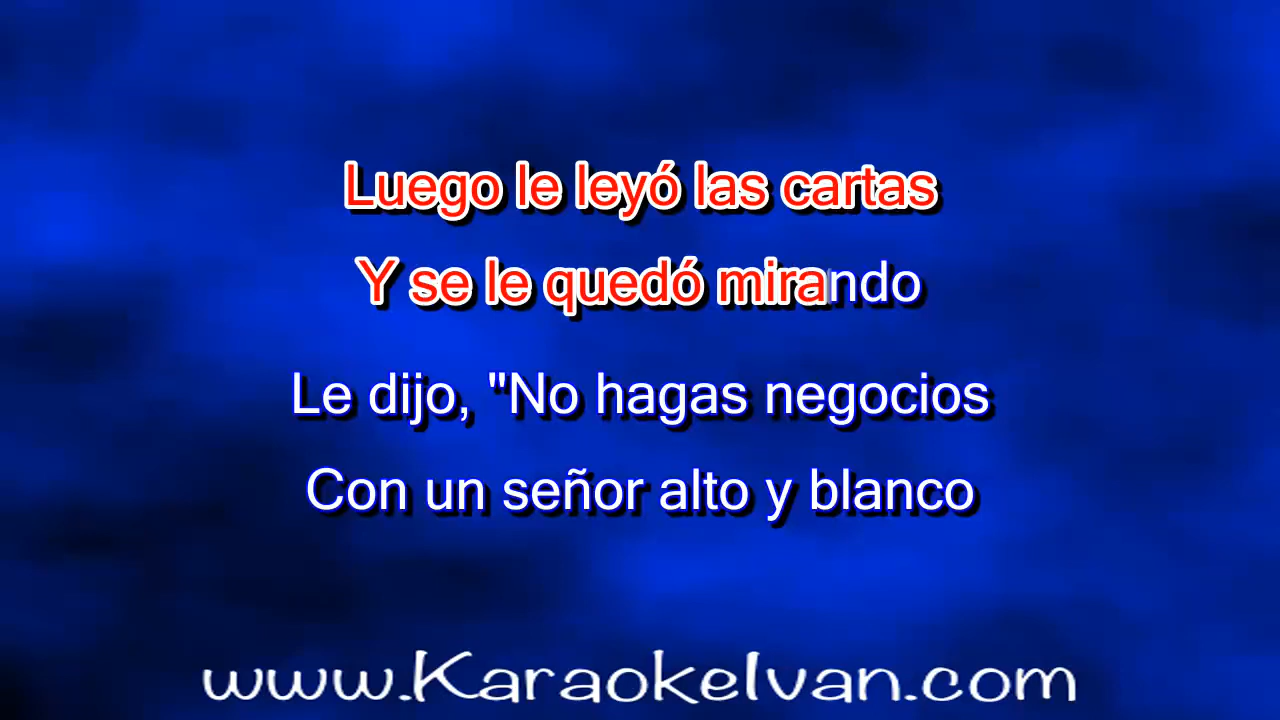 Luego le leyó las cartas
Y se le quedó mirando
Le dijo, "No hagas negocios
Con un señor alto y blanco
www.KaraokeIvan.com